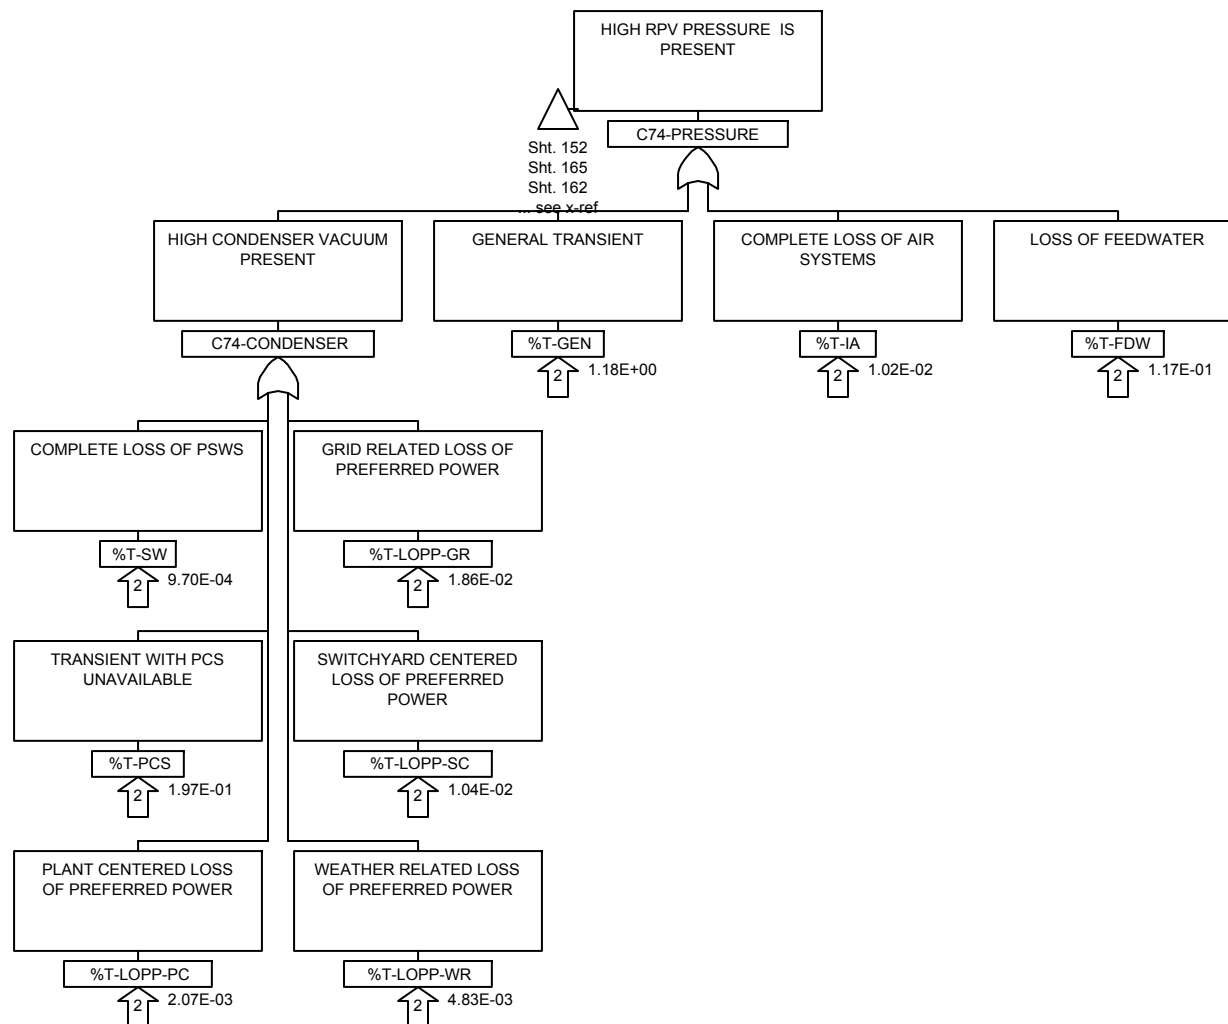 HIGH RPV PRESSURE IS
PRESENT
C74-PRESSURE
Sht. 152
Sht. 165
Sht. 162
... see x-ref
HIGH CONDENSER VACUUM
PRESENT
C74-CONDENSER
GENERAL TRANSIENT
%T-GEN
2
1.18E+00
COMPLETE LOSS OF AIR
SYSTEMS
%T-IA
2
1.02E-02
LOSS OF FEEDWATER
%T-FDW
2
1.17E-01
COMPLETE LOSS OF PSWS
%T-SW
2
9.70E-04
GRID RELATED LOSS OF
PREFERRED POWER
%T-LOPP-GR
2
1.86E-02
TRANSIENT WITH PCS
UNAVAILABLE
%T-PCS
2
1.97E-01
SWITCHYARD CENTERED
LOSS OF PREFERRED
POWER
%T-LOPP-SC
2
1.04E-02
PLANT CENTERED LOSS
OF PREFERRED POWER
%T-LOPP-PC
2
2.07E-03
WEATHER RELATED LOSS
OF PREFERRED POWER
%T-LOPP-WR
2
4.83E-03